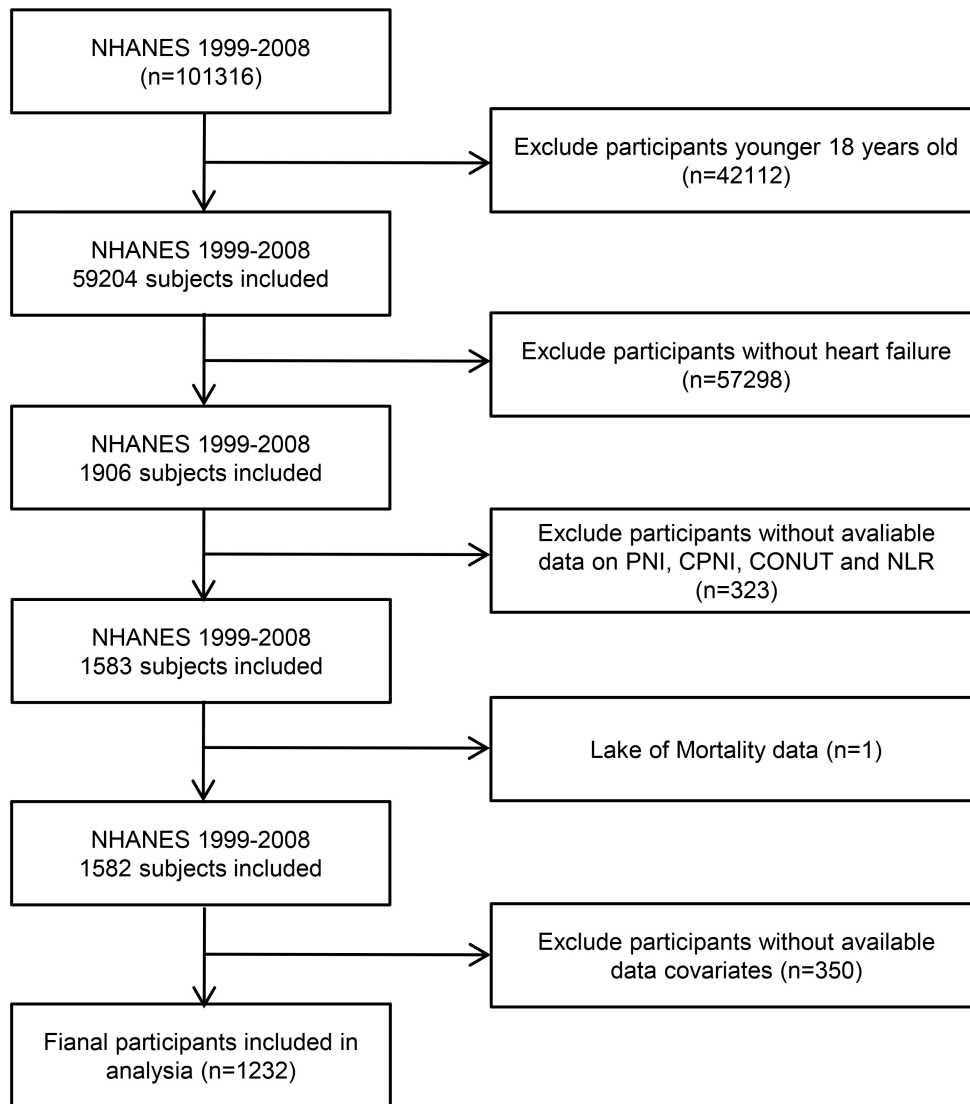 NHANES 1999-2008
(n=101316)
Exclude participants younger 18 years old
(n=42112)
NHANES 1999-2008
59204 subjects included
Exclude participants without heart failure
(n=57298)
NHANES 1999-2008
1906 subjects included
Exclude participants without avaliable
data on PNI, CPNI, CONUT and NLR
(n=323)
NHANES 1999-2008
1583 subjects included
Lake of Mortality data (n=1)
NHANES 1999-2008
1582 subjects included
Exclude participants without available
data covariates (n=350)
Fianal participants included in
analysia (n=1232)